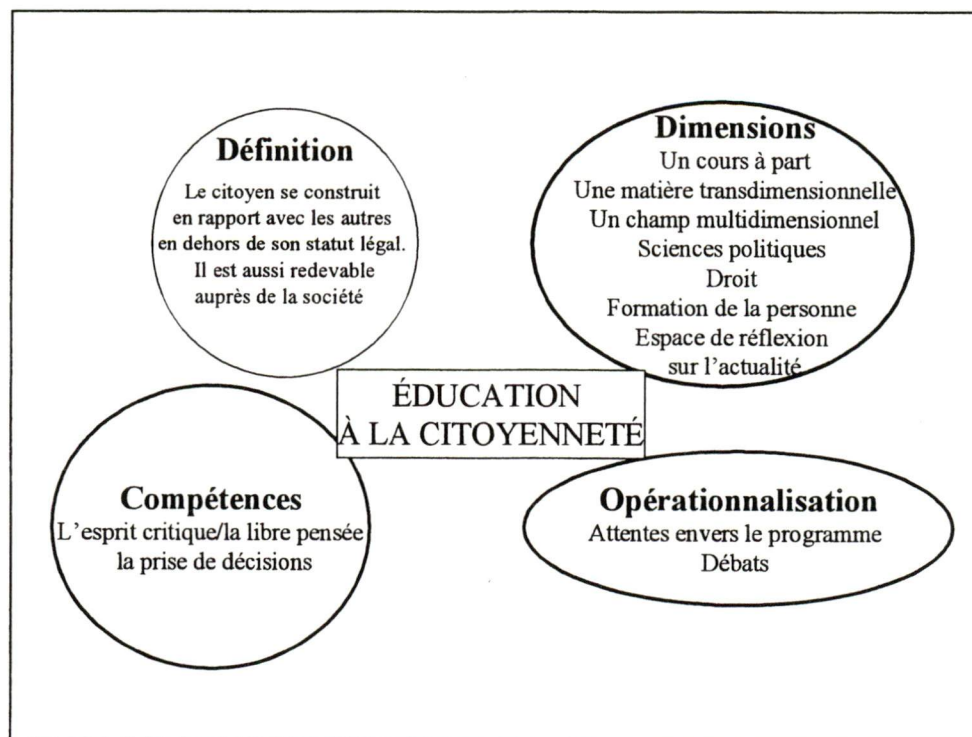 Définition
Le citoyen se construit
en rapport avec les autres
en dehors de son statut légal.
Il est aussi redevable
auprès de la société
Dimensions
Un cours à part
Une matière transdimensionnelle
Un champ multidimensionnel
Sciences politiques
Droit
Formation de la personne
Espace de réflexion
sur l'actualité
ÉDUCATION
À LA CITOYENNETÉ
Compétences
L'esprit critique/la libre pensée
la prise de décisions
Opérationnalisation
Attentes envers le programme
Débats